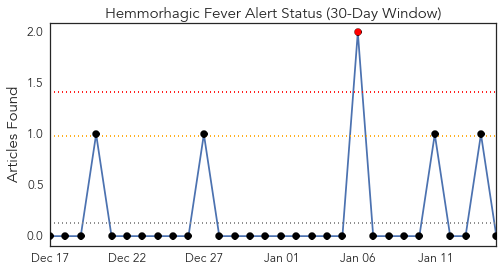 Hemmorhagic Fever Alert Status (30-Day Window)
Articles Found
2.0
1.5
1.0
0.5
0.0
Dec 17 Dec 22 Dec 27 Jan 01 Jan 06 Jan 11